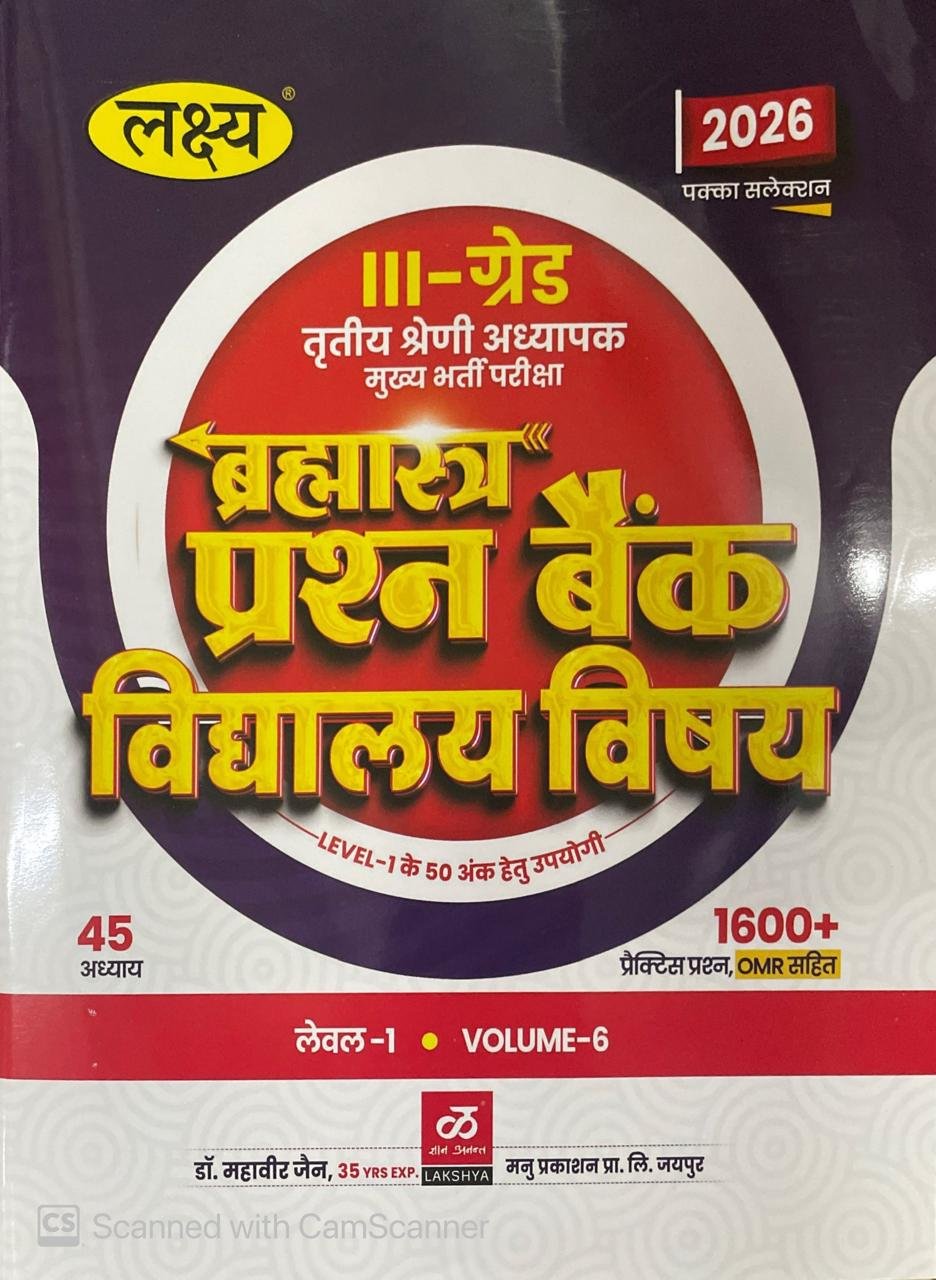 लक्ष्य®
2026
पक्का सलेक्शन
III-ग्रेड
तृतीय श्रेणी अध्यापक
मुख्य भर्ती परीक्षा
ब्रह्मास्त्र
प्रश्न बैंक
विद्यालय विषय
LEVEL-1 के 50 अंक हेतु उपयोगी
45
अध्याय
1600+
प्रैक्टिस प्रश्न, OMR सहित
लेवल-1 • VOLUME-6
ज्ञान अनन्त
LAKSHYA
डॉ. महावीर जैन, 35 YRS EXP.
मनु प्रकाशन प्रा. लि. जयपुर
CS Scanned with CamScanner